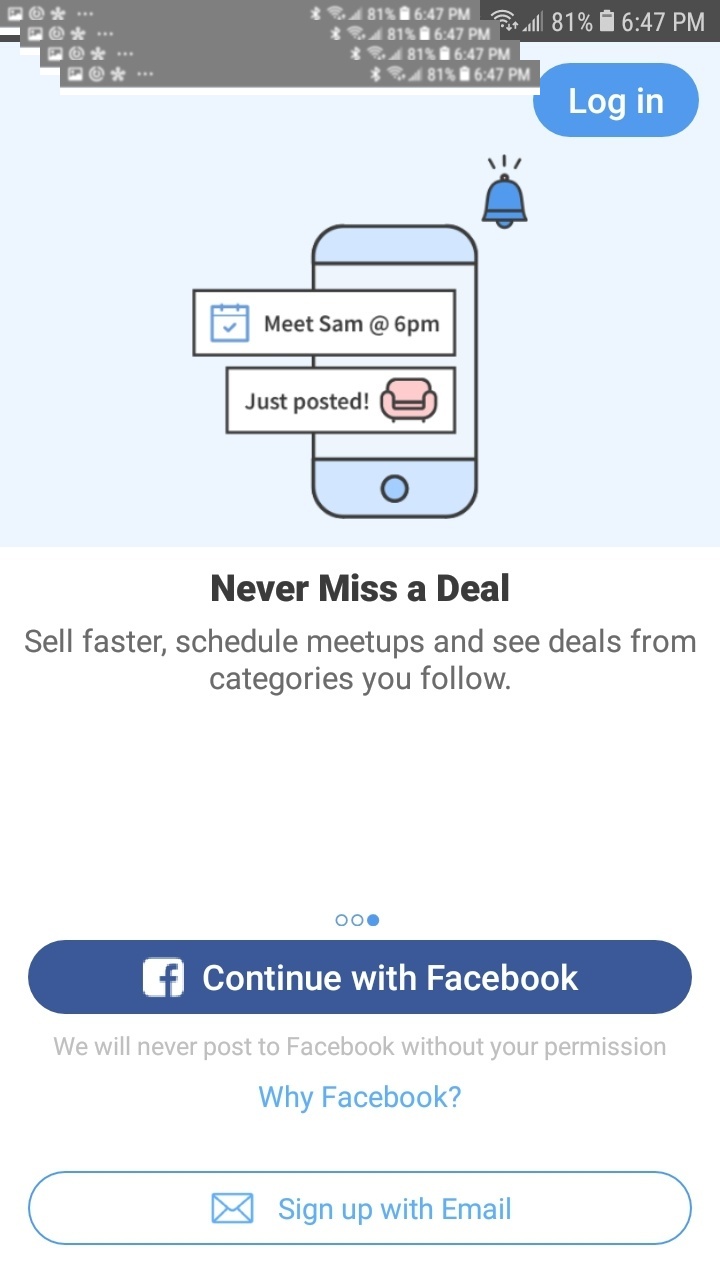 81% 6:47 PM
81% 6:47 PM
81% 6:47 PM
81% 6:47 PM
81% 6:47 PM
Log in
Meet Sam @ 6pm
Just posted!
Never Miss a Deal
Sell faster, schedule meetups and see deals from
categories you follow.
Continue with Facebook
We will never post to Facebook without your permission
Why Facebook?
Sign up with Email